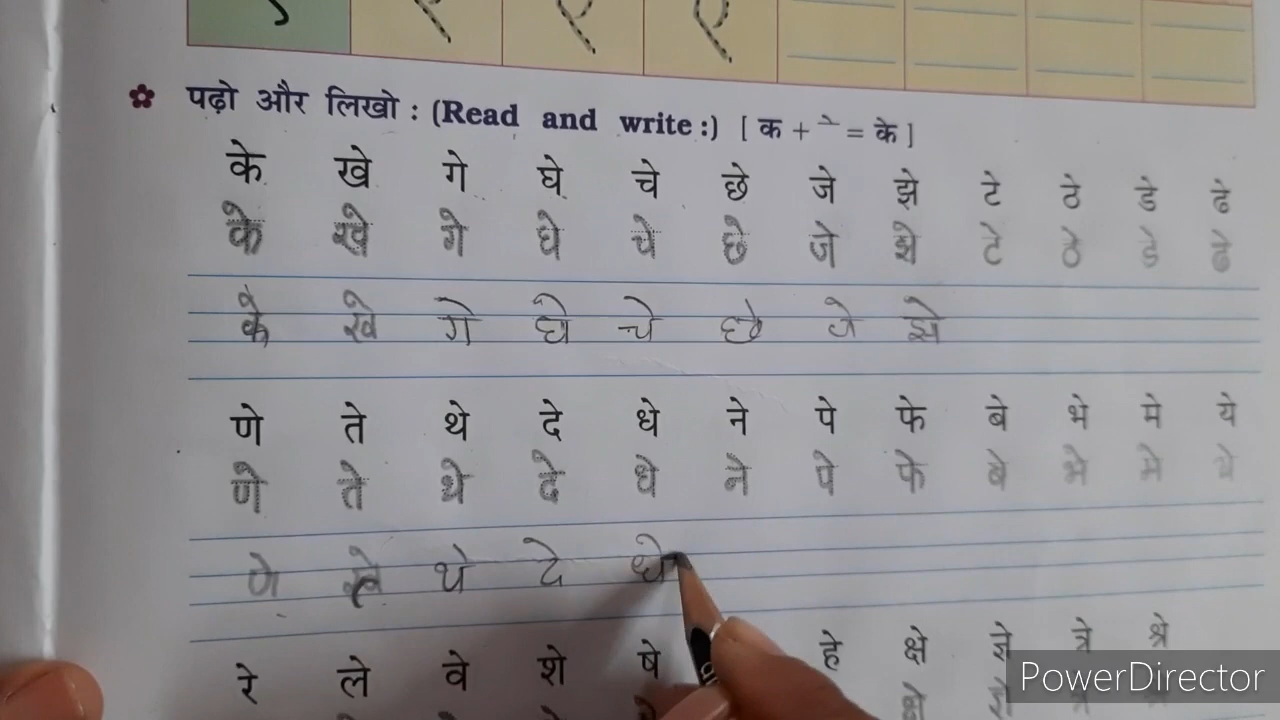 ए ए ए
पढ़ो और लिखो : (Read and write :) [ क + े = के ]
के खे गे घे चे छे जे झे टे ठे डे ढे
के खे गे घे चे छे जे झे टे ठे डे ढे
के खे गे घे चे छे जे झे
णे ते थे दे धे ने पे फे बे भे मे ये
णे ते थे दे धे ने पे फे बे भे मे ये
णे ते थे दे धे
रे ले वे शे षे हे क्षे ज्ञे त्रे श्रे
PowerDirector